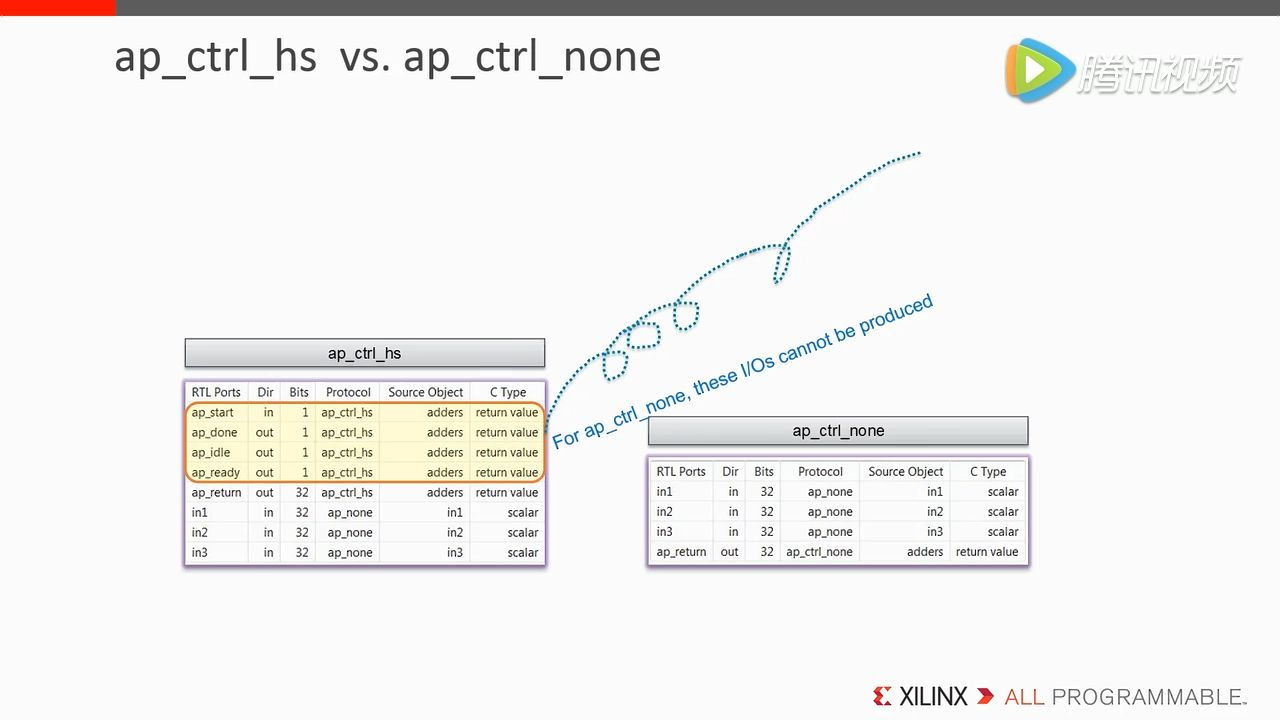 ap_ctrl_hs vs. ap_ctrl_none
腾讯视频
ap_ctrl_hs
RTL Ports Dir Bits Protocol Source Object C Type
ap_start in 1 ap_ctrl_hs adders return value
ap_done out 1 ap_ctrl_hs adders return value
ap_idle out 1 ap_ctrl_hs adders return value
ap_ready out 1 ap_ctrl_hs adders return value
ap_return out 32 ap_ctrl_hs adders return value
in1 in 32 ap_none in1 scalar
in2 in 32 ap_none in2 scalar
in3 in 32 ap_none in3 scalar
For ap_ctrl_none, these I/Os cannot be produced
ap_ctrl_none
RTL Ports Dir Bits Protocol Source Object C Type
in1 in 32 ap_none in1 scalar
in2 in 32 ap_none in2 scalar
in3 in 32 ap_none in3 scalar
ap_return out 32 ap_ctrl_none adders return value
XILINX ALL PROGRAMMABLE™